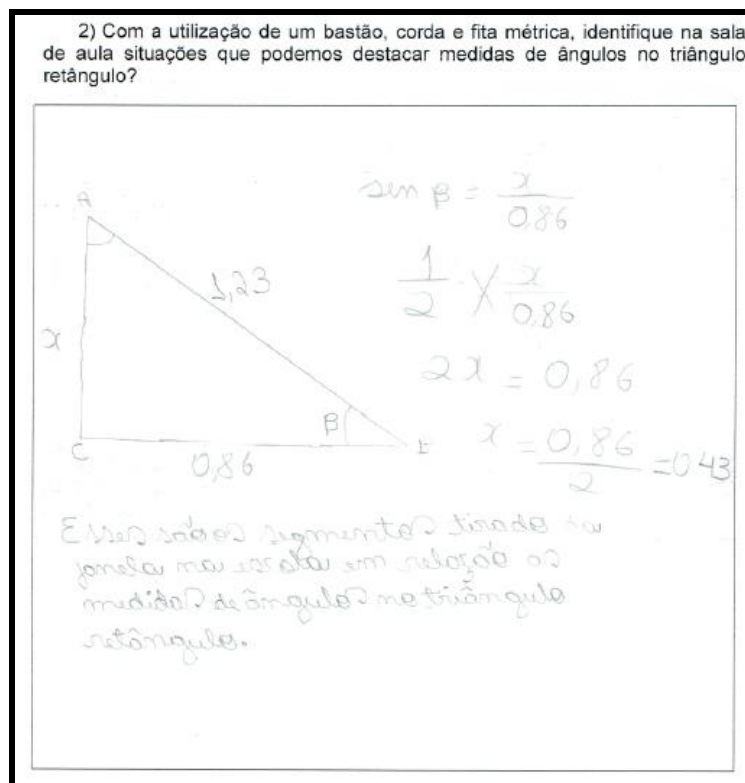 2) Com a utilização de um bastão, corda e fita métrica, identifique na sala
de aula situações que podemos destacar medidas de ângulos no triângulo
retângulo?
A
sen β = x/0,86
1,23
1/2 x/0,86
x
2x = 0,86
β
C
0,86
x = 0,86/2 = 0,43
Esses são os segmentos tirado da
janela na escola em relação as
medidas de ângulos no triângulo
retângulo.